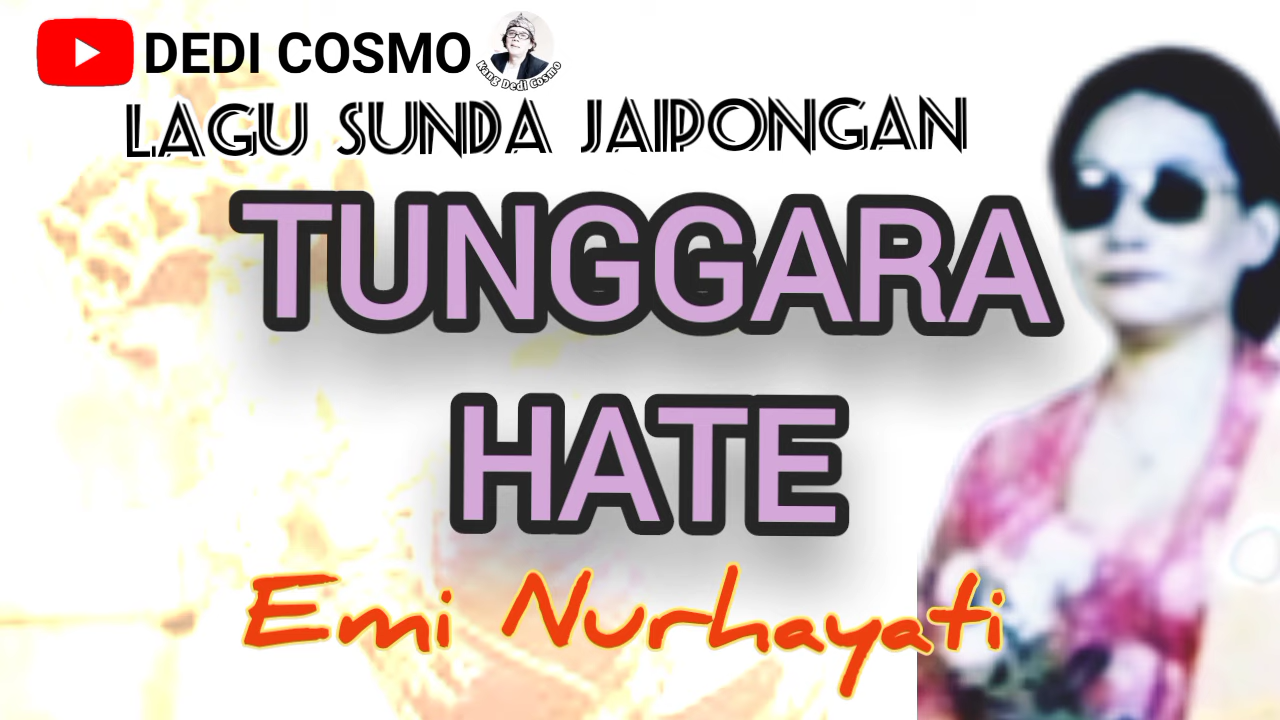 DEDI COSMO
Kang Dedi Cosmo
LAGU SUNDA JAIPONGAN
TUNGGARA
HATE
Emi Nurhayati